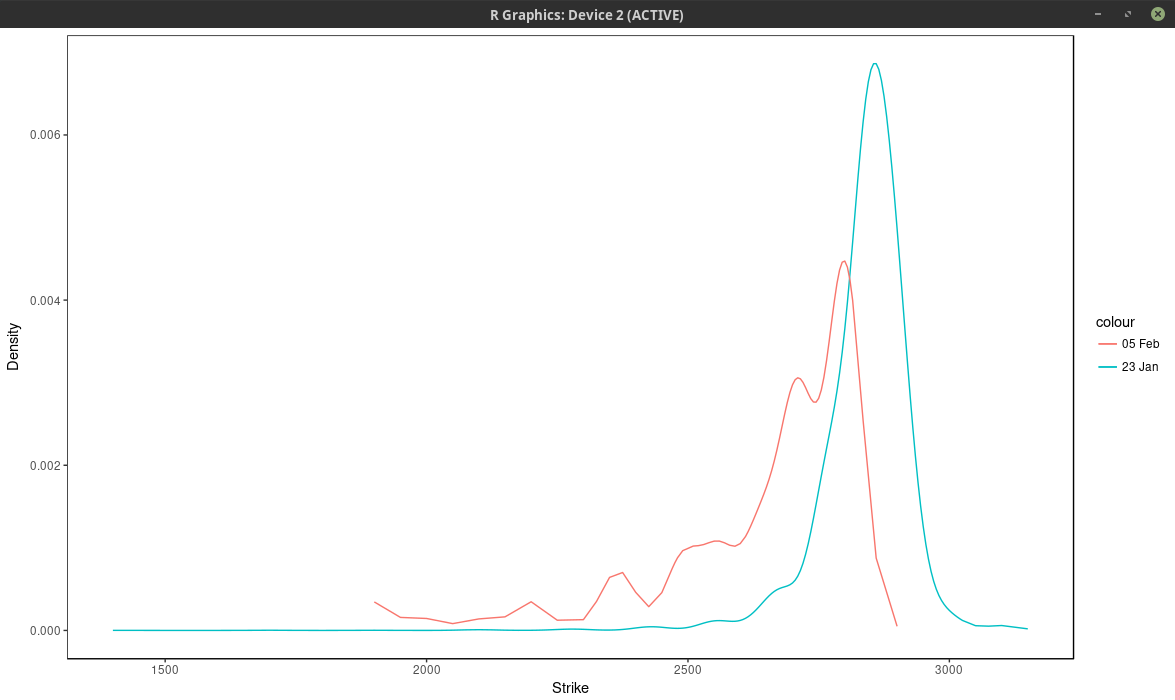 R Graphics: Device 2 (ACTIVE)
0.006
0.004
0.002
0.000
Density
1500 2000 2500 3000
Strike
colour
05 Feb
23 Jan